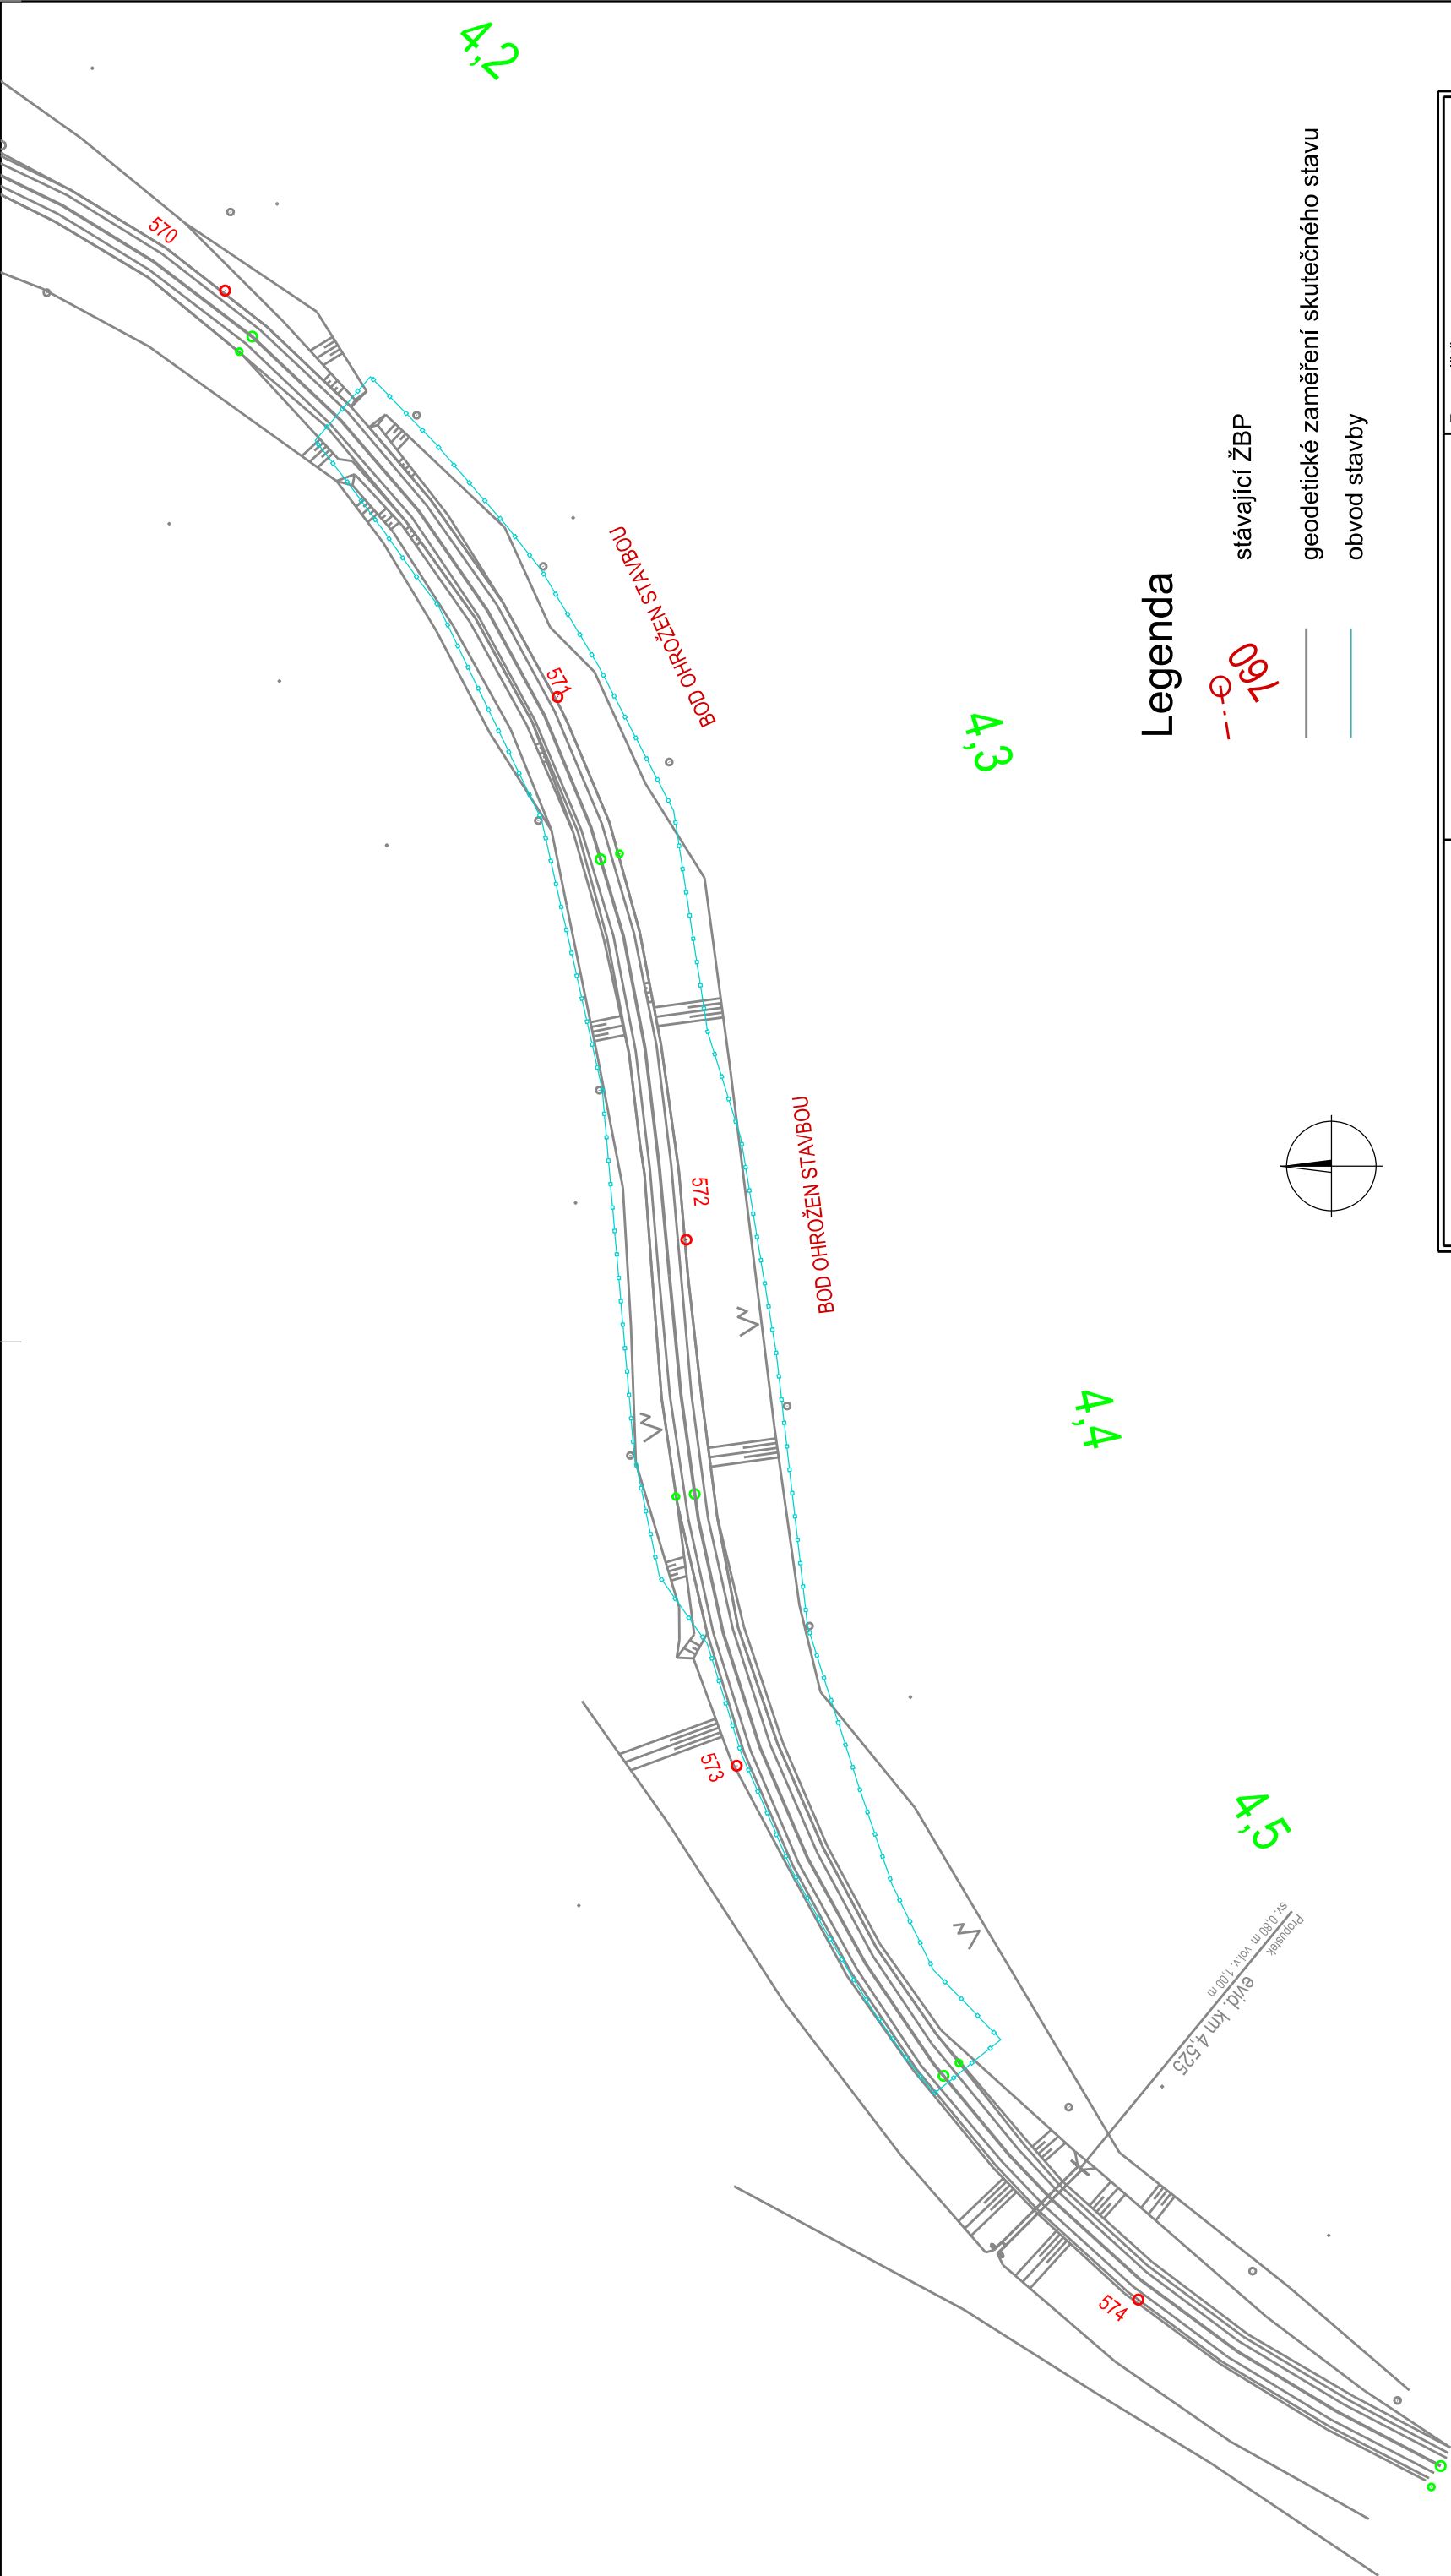 4,2
570
571
BOD OHROŽEN STAVBOU
4,3
572
BOD OHROŽEN STAVBOU
4,4
573
4,5
Propustek
sv. 0,80 m vol.v. 1,00 m
evid. km 4,525
574
Legenda
760
stávající ŽBP
geodetické zaměření skutečného stavu
obvod stavby